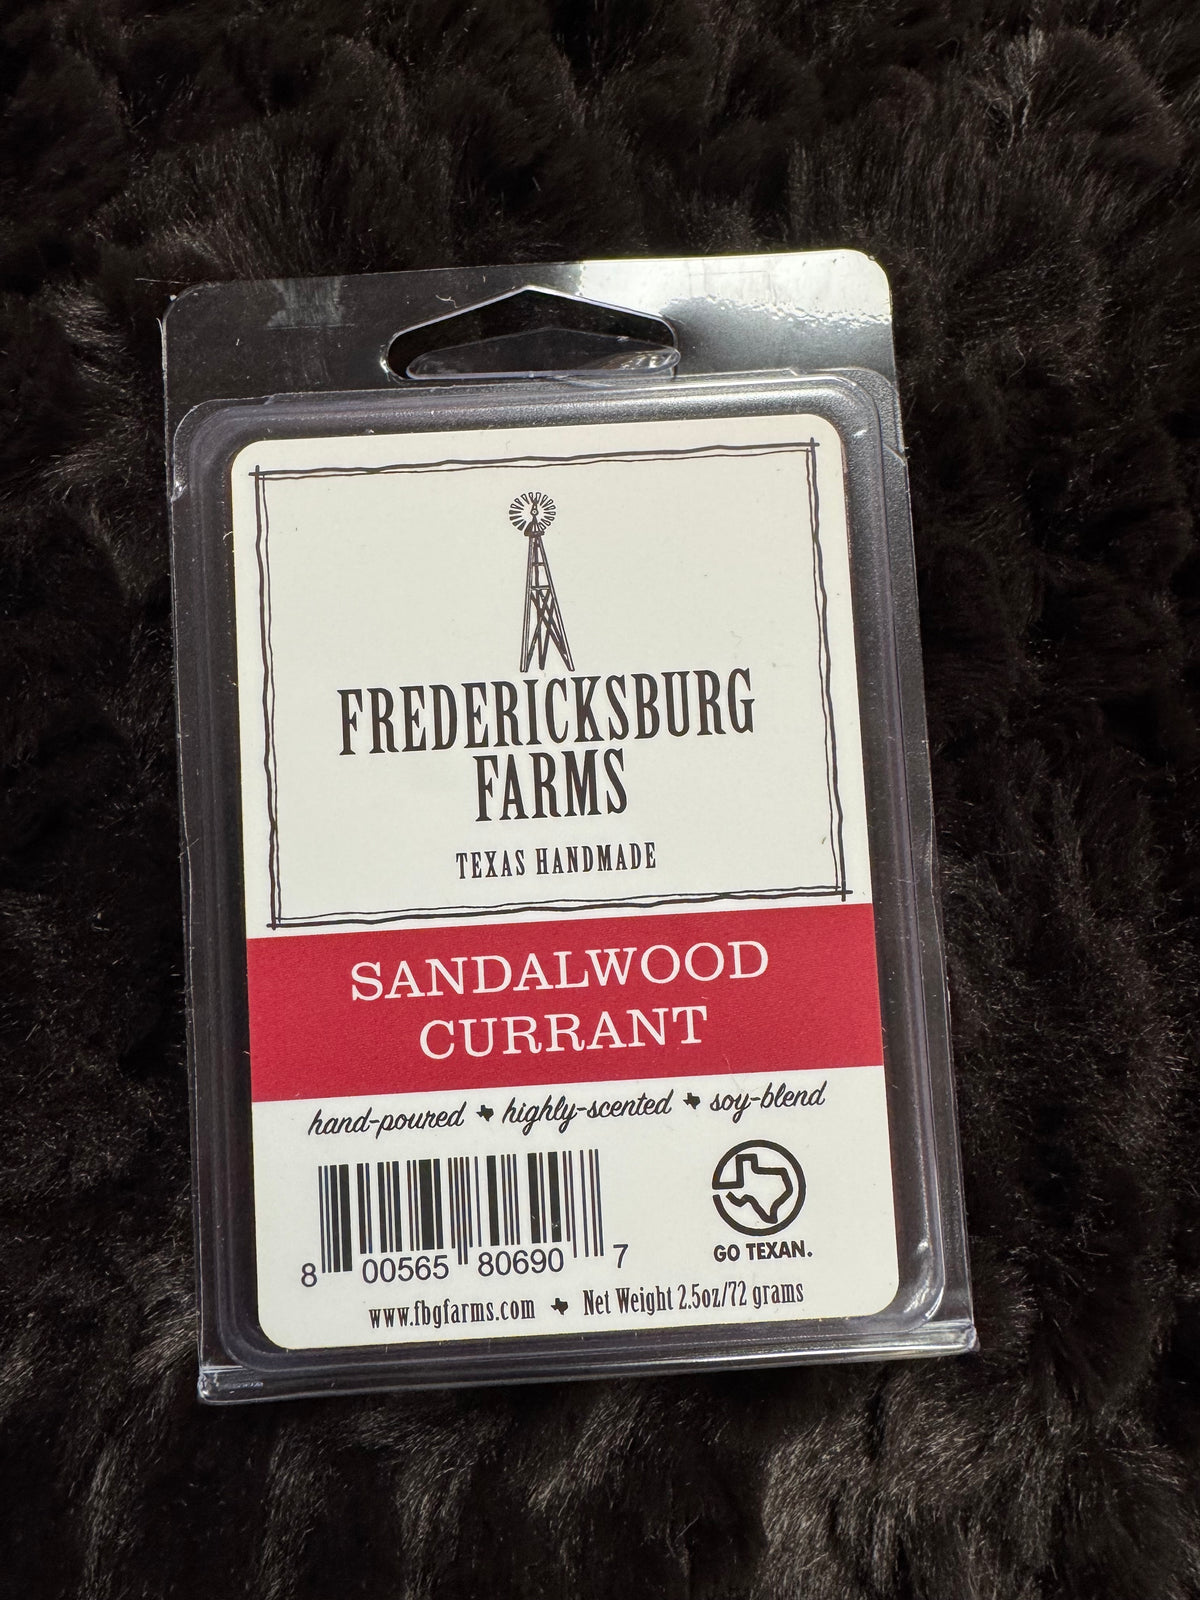 FREDERICKSBURG
FARMS
TEXAS HANDMADE
SANDALWOOD
CURRANT
hand-poured highly-scented soy-blend
8 00565 80690 7
GO TEXAN.
www.fbgfarms.com Net Weight 2.5oz/72 grams